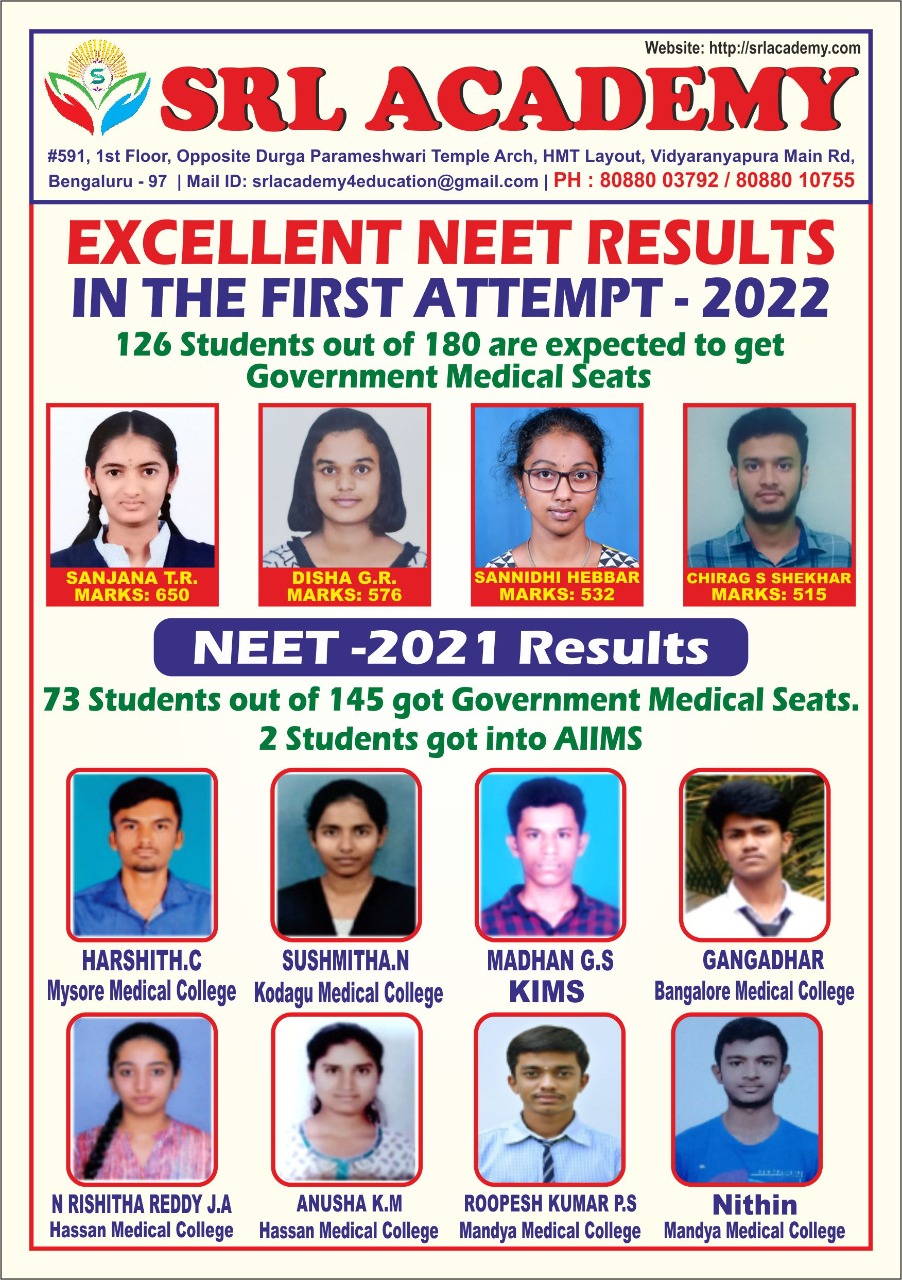 Website: http://srlacademy.com
S
SRL ACADEMY
#591, 1st Floor, Opposite Durga Parameshwari Temple Arch, HMT Layout, Vidyaranyapura Main Rd,
Bengaluru - 97 | Mail ID: srlacademy4education@gmail.com | PH : 80880 03792 / 80880 10755
EXCELLENT NEET RESULTS
IN THE FIRST ATTEMPT - 2022
126 Students out of 180 are expected to get
Government Medical Seats
SANJANA T.R.
MARKS: 650
DISHA G.R.
MARKS: 576
SANNIDHI HEBBAR
MARKS: 532
CHIRAG S SHEKHAR
MARKS: 515
NEET -2021 Results
73 Students out of 145 got Government Medical Seats.
2 Students got into AIIMS
HARSHITH.C
Mysore Medical College
SUSHMITHA.N
Kodagu Medical College
MADHAN G.S
KIMS
GANGADHAR
Bangalore Medical College
N RISHITHA REDDY J.A
Hassan Medical College
ANUSHA K.M
Hassan Medical College
ROOPESH KUMAR P.S
Mandya Medical College
Nithin
Mandya Medical College